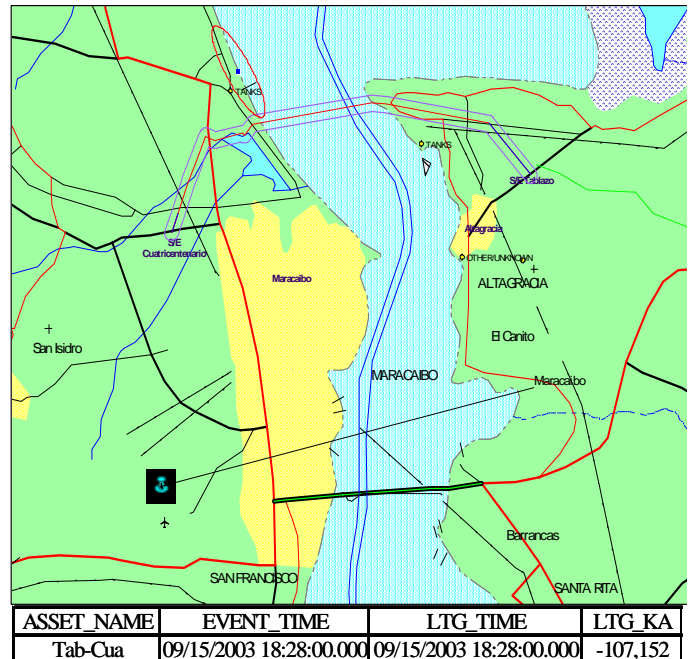 TANKS
TANKS
S/E Tablazo
Altagracia
S/E
Cuatricentenario
OTHER/UNKNOWN
Maracaibo
ALTAGRACIA
El Canito
San Isidro
MARACAIBO
Maracaibo
Barrancas
SAN FRANCISCO
SANTA RITA
ASSET_NAME EVENT_TIME LTG_TIME LTG_KA
Tab-Cua 09/15/2003 18:28:00.000 09/15/2003 18:28:00.000 -107,152